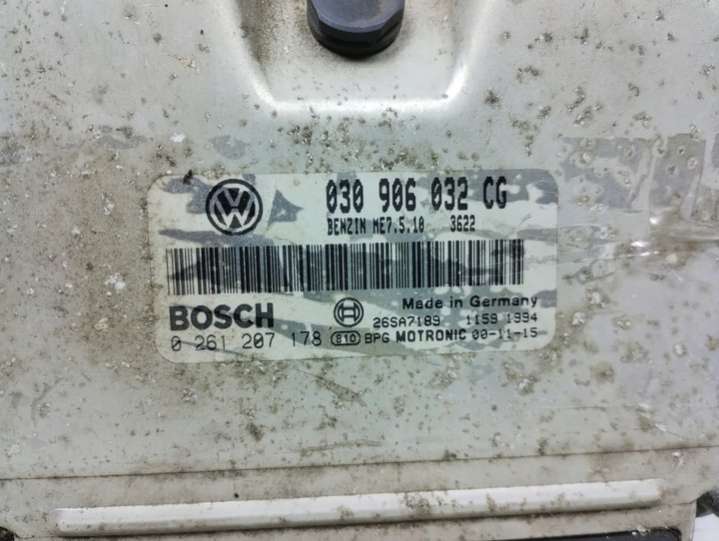 030 906 032 CG
BENZIN ME7.5.10 3622
Made in Germany
BOSCH 26SA7189 1159 1994
0 261 207 178 e10 BPG MOTRONIC 00-11-15